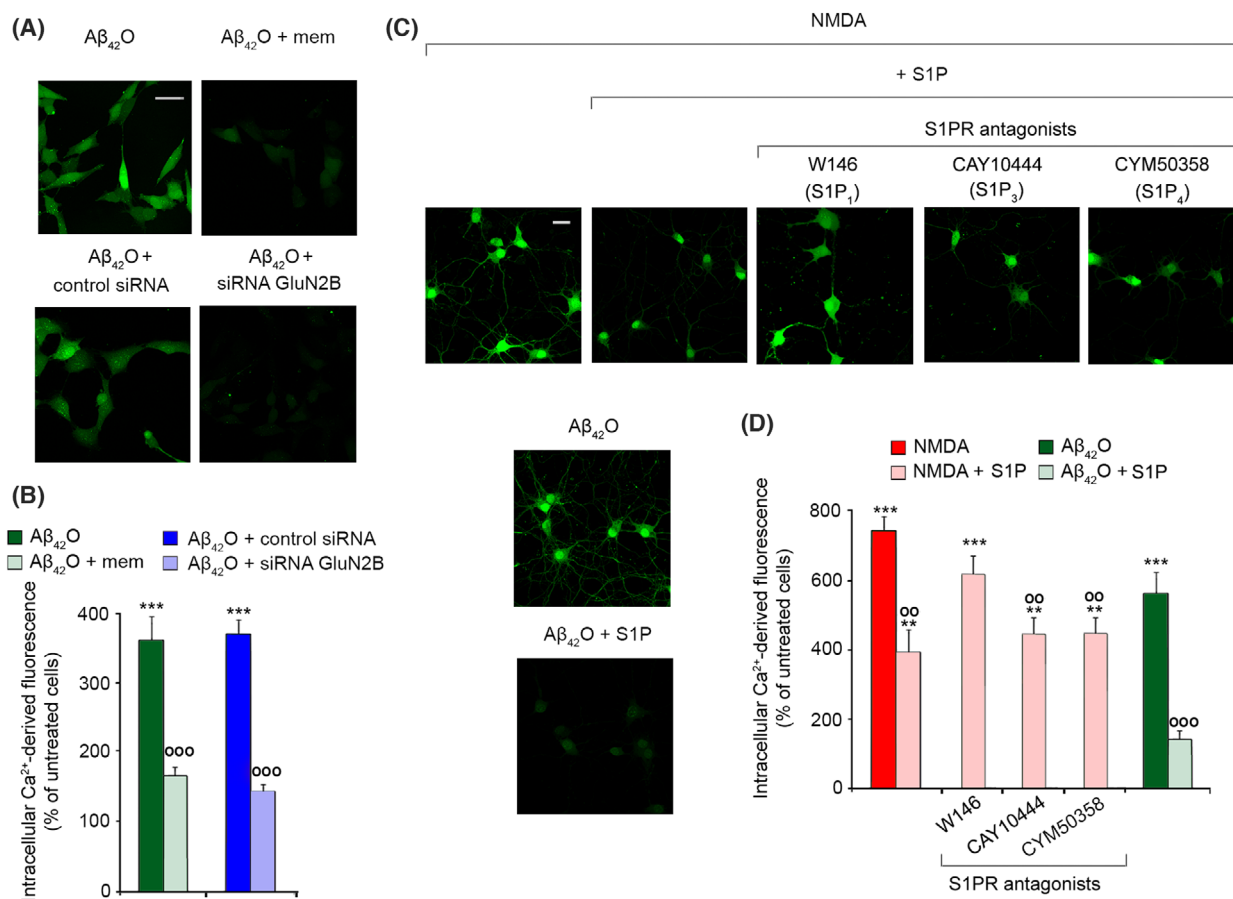 (A)
Aβ₄₂O
Aβ₄₂O + mem
Aβ₄₂O +
control siRNA
Aβ₄₂O +
siRNA GluN2B
(B)
Aβ₄₂O
Aβ₄₂O + mem
Aβ₄₂O + control siRNA
Aβ₄₂O + siRNA GluN2B
Intracellular Ca²⁺-derived fluorescence
(% of untreated cells)
400
300
200
100
0
***
ooo
***
ooo
(C)
NMDA
+ S1P
S1PR antagonists
W146
(S1P₁)
CAY10444
(S1P₃)
CYM50358
(S1P₄)
Aβ₄₂O
Aβ₄₂O + S1P
(D)
NMDA
NMDA + S1P
Aβ₄₂O
Aβ₄₂O + S1P
Intracellular Ca²⁺-derived fluorescence
(% of untreated cells)
800
600
400
200
0
***
oo
**
***
oo
**
oo
**
***
ooo
W146
CAY10444
CYM50358
S1PR antagonists